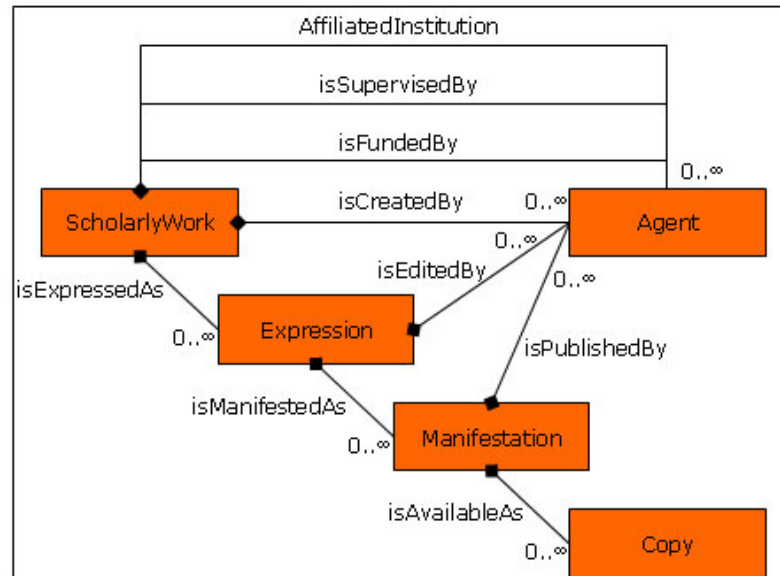 AffiliatedInstitution
isSupervisedBy
isFundedBy
0..∞
ScholarlyWork
isCreatedBy
0..∞
Agent
0..∞
isEditedBy
0..∞
isExpressedAs
0..∞
Expression
isPublishedBy
isManifestedAs
0..∞
Manifestation
isAvailableAs
0..∞
Copy